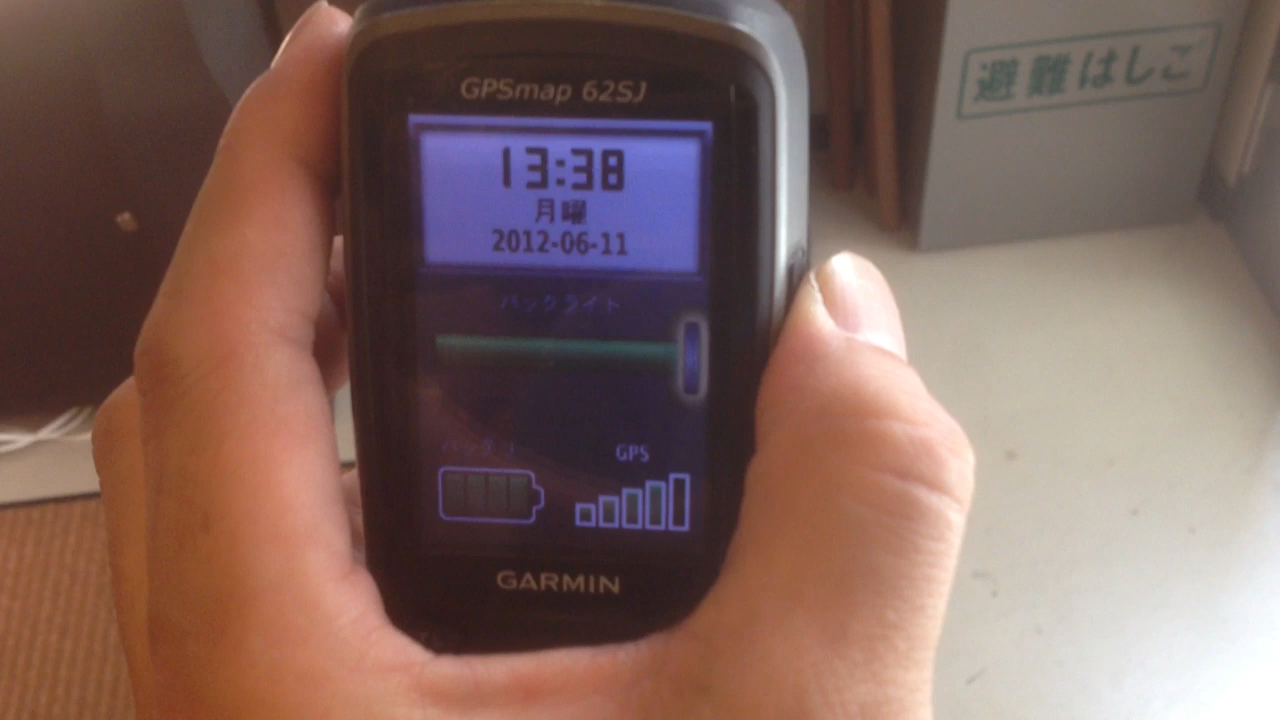 GPSmap 62SJ
避難はしご
13:38
月曜
2012-06-11
バックライト
バッテリ
GPS
GARMIN